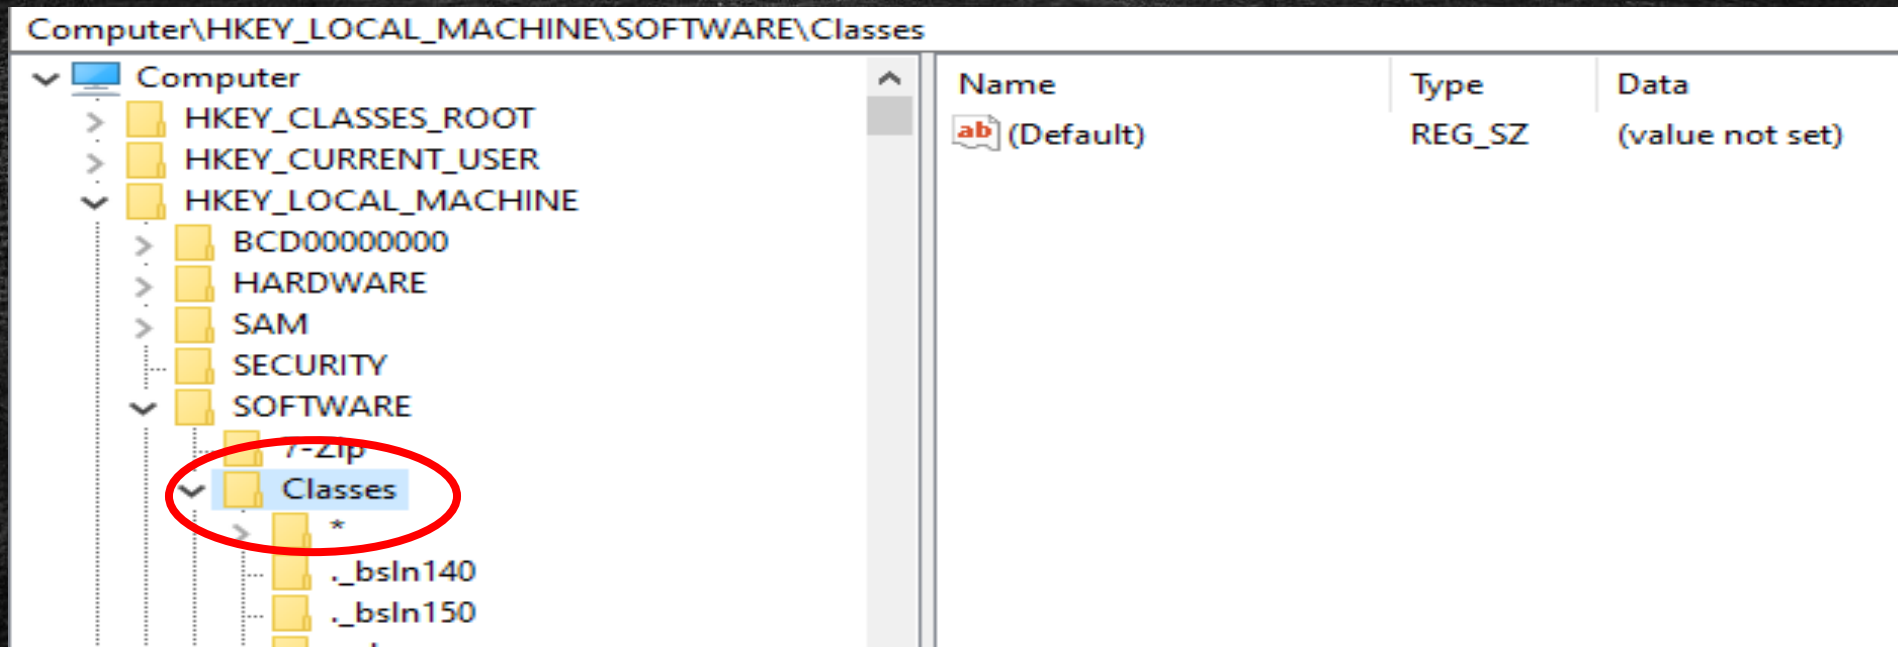 Computer\HKEY_LOCAL_MACHINE\SOFTWARE\Classes
Computer
HKEY_CLASSES_ROOT
HKEY_CURRENT_USER
HKEY_LOCAL_MACHINE
BCD00000000
HARDWARE
SAM
SECURITY
SOFTWARE
7-Zip
Classes
*
._bsln140
._bsln150
Name Type Data
ab (Default) REG_SZ (value not set)